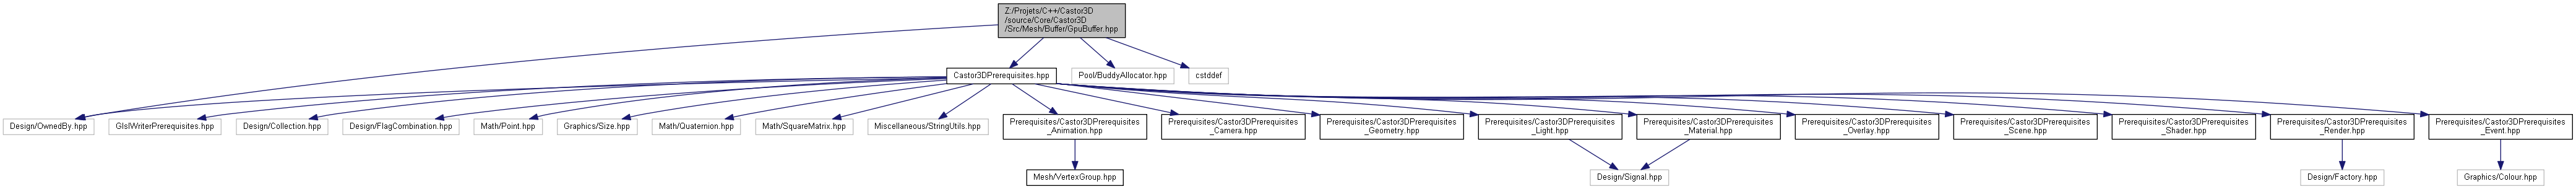 Z:/Projets/C++/Castor3D
/source/Core/Castor3D
/Src/Mesh/Buffer/GpuBuffer.hpp
Castor3DPrerequisites.hpp
Pool/BuddyAllocator.hpp
cstddef
Design/OwnedBy.hpp
GlslWriterPrerequisites.hpp
Design/Collection.hpp
Design/FlagCombination.hpp
Math/Point.hpp
Graphics/Size.hpp
Math/Quaternion.hpp
Math/SquareMatrix.hpp
Miscellaneous/StringUtils.hpp
Prerequisites/Castor3DPrerequisites
_Animation.hpp
Prerequisites/Castor3DPrerequisites
_Camera.hpp
Prerequisites/Castor3DPrerequisites
_Geometry.hpp
Prerequisites/Castor3DPrerequisites
_Light.hpp
Prerequisites/Castor3DPrerequisites
_Material.hpp
Prerequisites/Castor3DPrerequisites
_Overlay.hpp
Prerequisites/Castor3DPrerequisites
_Scene.hpp
Prerequisites/Castor3DPrerequisites
_Shader.hpp
Prerequisites/Castor3DPrerequisites
_Render.hpp
Prerequisites/Castor3DPrerequisites
_Event.hpp
Mesh/VertexGroup.hpp
Design/Signal.hpp
Design/Factory.hpp
Graphics/Colour.hpp